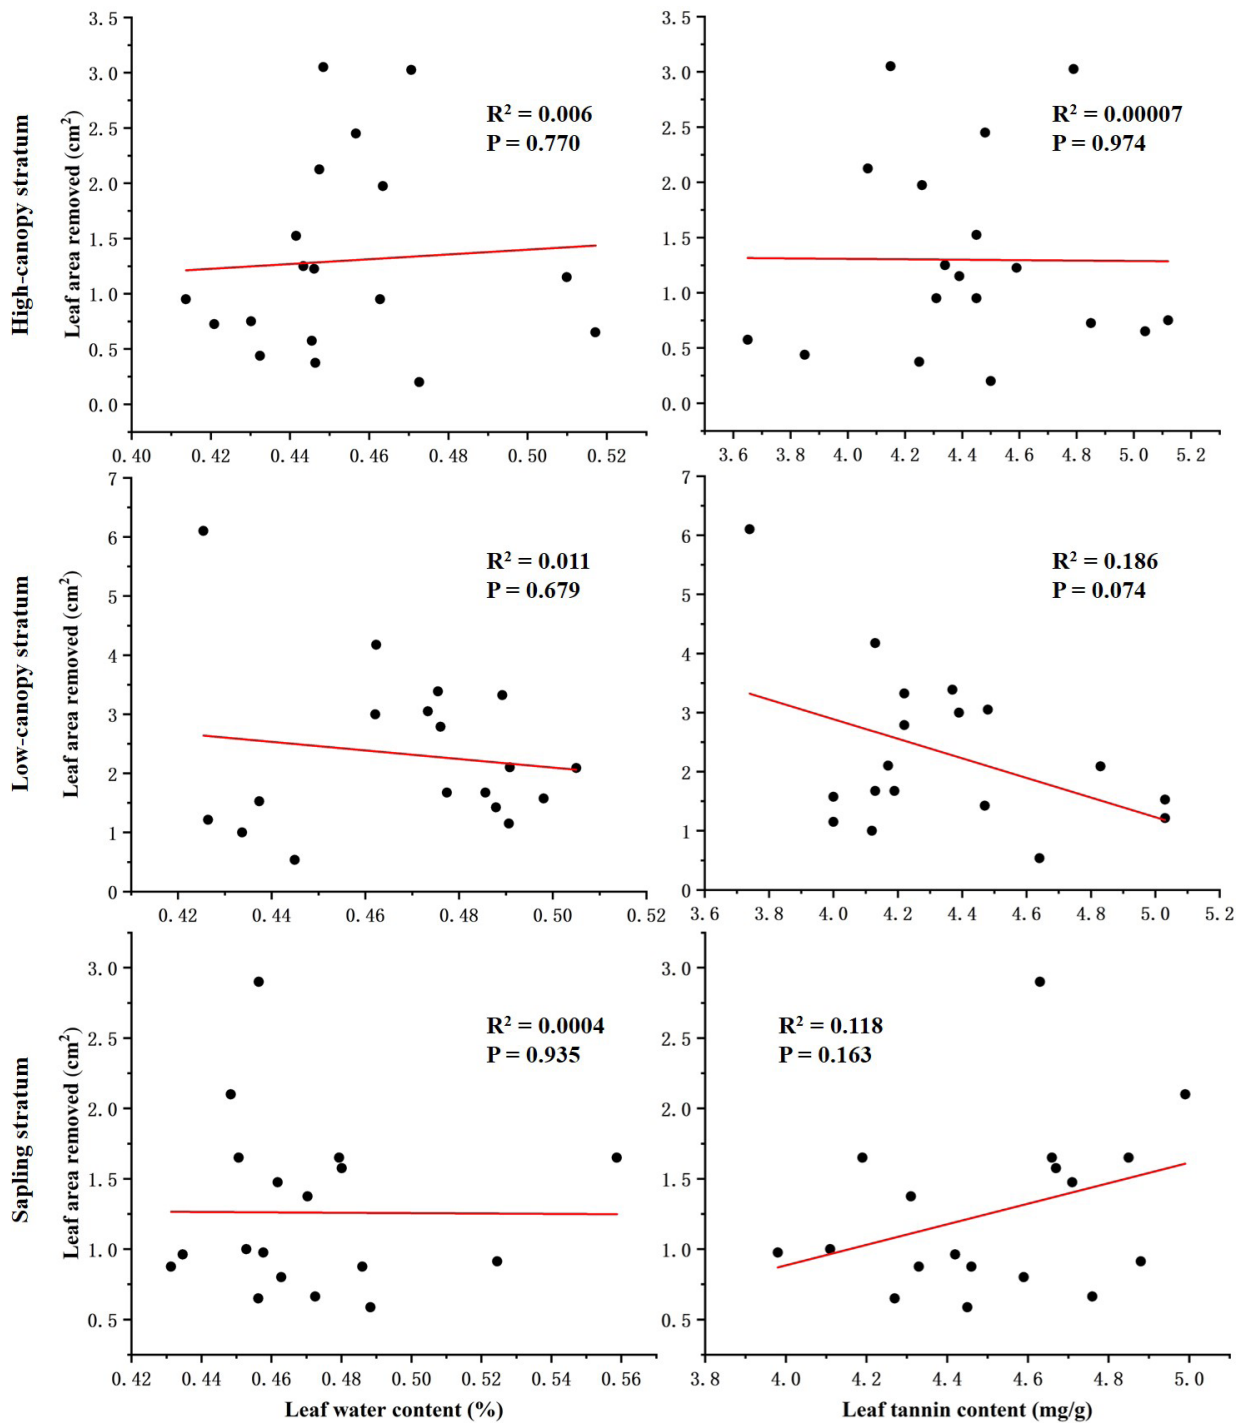 High-canopy stratum
Leaf area removed (cm²)
3.5
3.0
2.5
2.0
1.5
1.0
0.5
0.0
R² = 0.006
P = 0.770
0.40 0.42 0.44 0.46 0.48 0.50 0.52
3.5
3.0
2.5
2.0
1.5
1.0
0.5
0.0
R² = 0.00007
P = 0.974
3.6 4.0 4.2 4.4 4.6 4.8 5.0 5.2
Low-canopy stratum
Leaf area removed (cm²)
7
6
5
4
3
2
1
0
R² = 0.011
P = 0.679
0.42 0.44 0.46 0.48 0.50 0.52
7
6
5
4
3
2
1
0
R² = 0.186
P = 0.074
3.6 3.8 4.0 4.2 4.4 4.6 4.8 5.0 5.2
Sapling stratum
Leaf area removed (cm²)
3.0
2.5
2.0
1.5
1.0
0.5
R² = 0.0004
P = 0.935
0.42 0.44 0.46 0.48 0.50 0.52 0.54 0.56
Leaf water content (%)
3.0
2.5
2.0
1.5
1.0
0.5
R² = 0.118
P = 0.163
3.8 4.0 4.2 4.4 4.6 4.8 5.0
Leaf tannin content (mg/g)